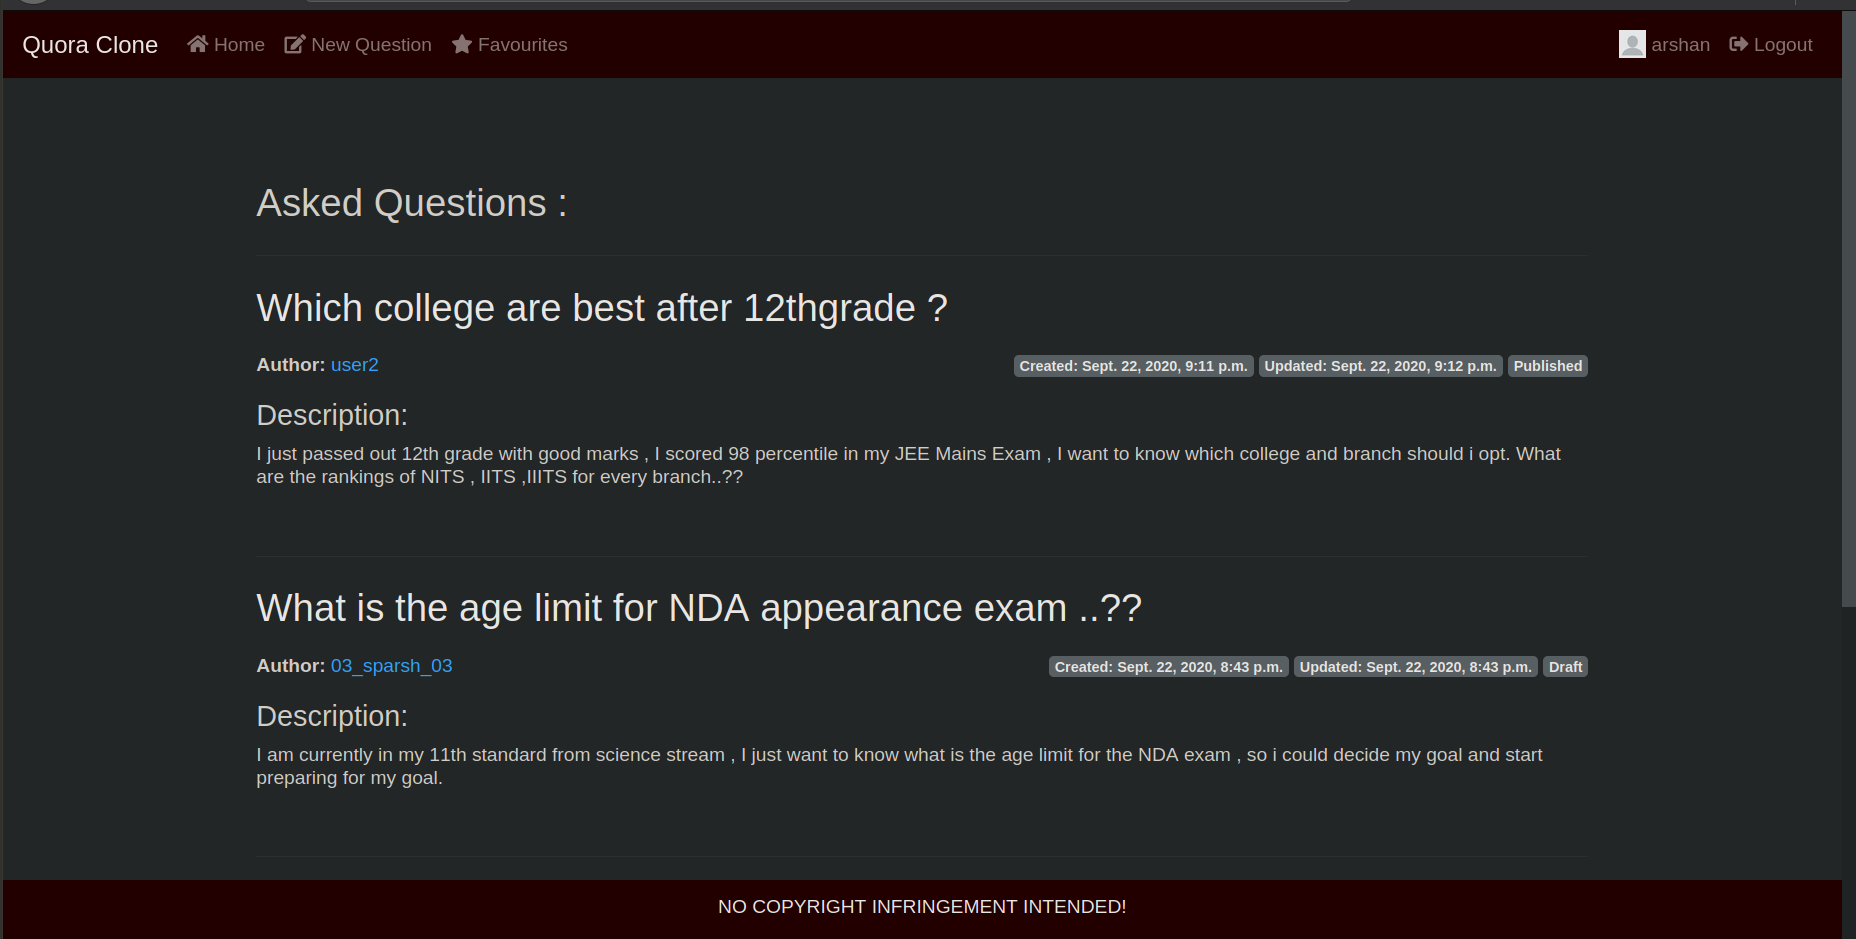 Quora Clone Home New Question Favourites arshan Logout
Asked Questions :
Which college are best after 12thgrade ?
Author: user2 Created: Sept. 22, 2020, 9:11 p.m. Updated: Sept. 22, 2020, 9:12 p.m. Published
Description:
I just passed out 12th grade with good marks , I scored 98 percentile in my JEE Mains Exam , I want to know which college and branch should i opt. What
are the rankings of NITS , IITS ,IIITS for every branch..??
What is the age limit for NDA appearance exam ..??
Author: 03_sparsh_03 Created: Sept. 22, 2020, 8:43 p.m. Updated: Sept. 22, 2020, 8:43 p.m. Draft
Description:
I am currently in my 11th standard from science stream , I just want to know what is the age limit for the NDA exam , so i could decide my goal and start
preparing for my goal.
NO COPYRIGHT INFRINGEMENT INTENDED!